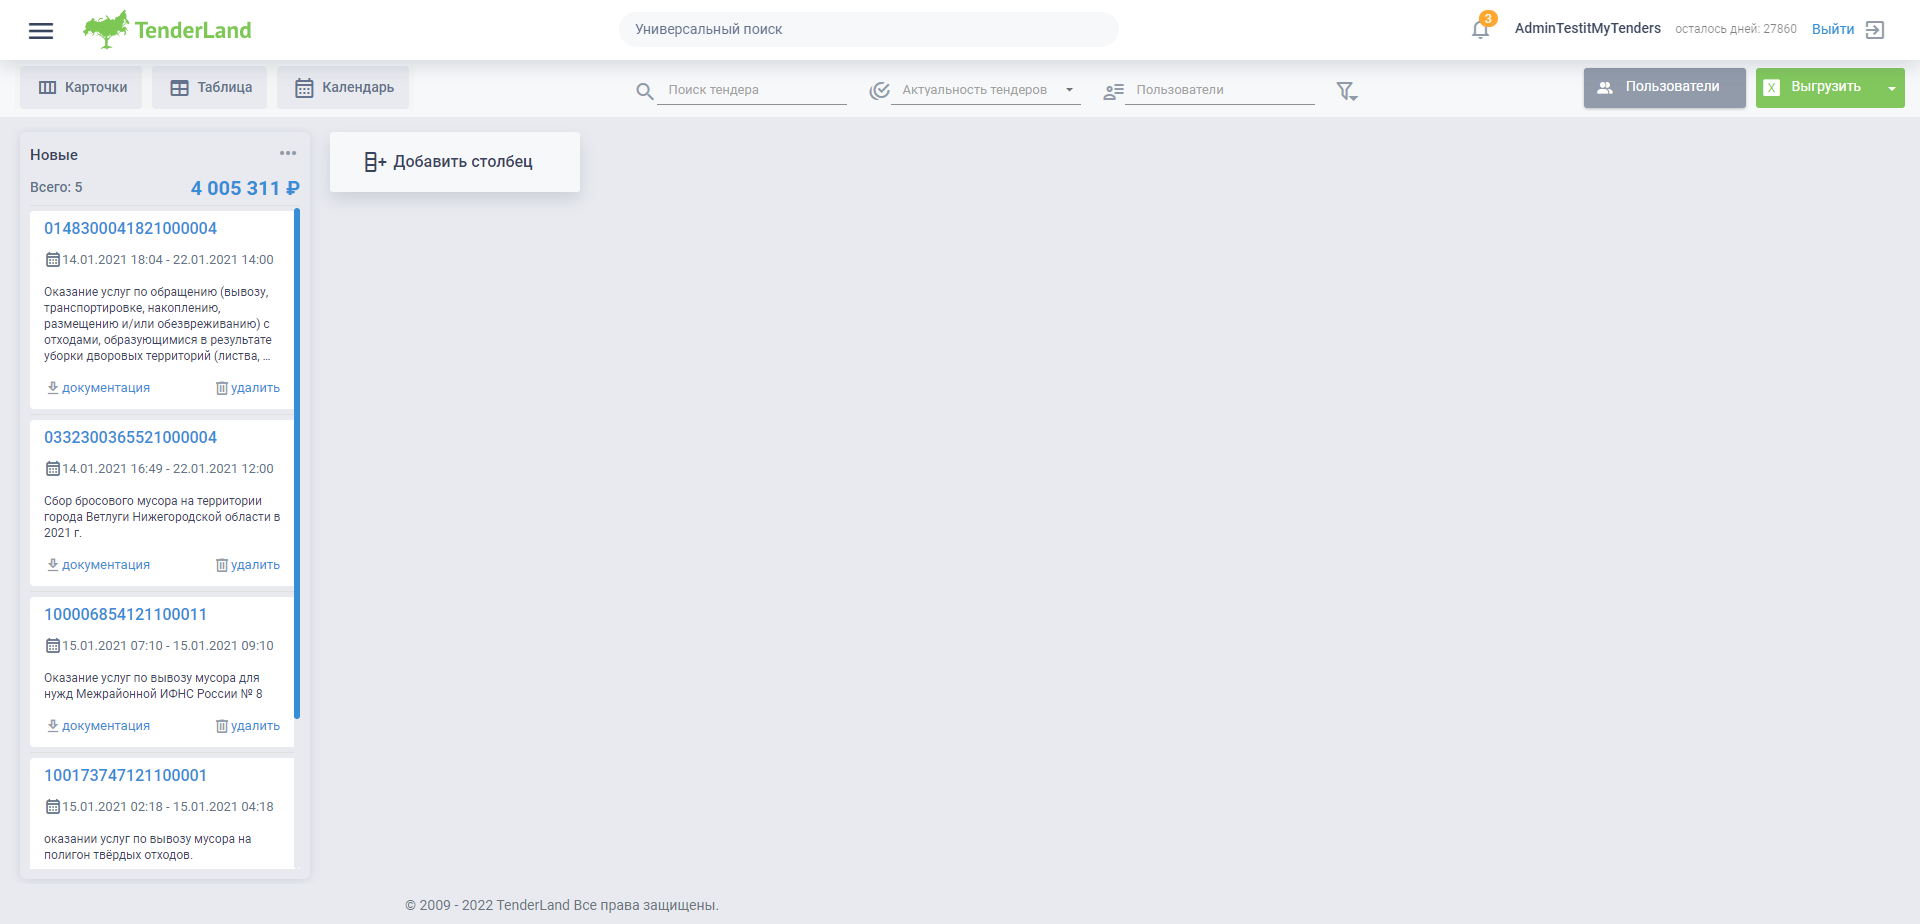 TenderLand
Универсальный поиск
3
AdminTestitMyTenders
осталось дней: 27860
Выйти
Карточки
Таблица
Календарь
Поиск тендера
Актуальность тендеров
Пользователи
Пользователи
X
Выгрузить
Новые
Всего: 5
4 005 311 ₽
Добавить столбец
0148300041821000004
14.01.2021 18:04 - 22.01.2021 14:00
Оказание услуг по обращению (вывозу,
транспортировке, накоплению,
размещению и/или обезвреживанию) с
отходами, образующимися в результате
уборки дворовых территорий (листва, ...
документация
удалить
0332300365521000004
14.01.2021 16:49 - 22.01.2021 12:00
Сбор бросового мусора на территории
города Ветлуги Нижегородской области в
2021 г.
документация
удалить
100006854121100011
15.01.2021 07:10 - 15.01.2021 09:10
Оказание услуг по вывозу мусора для
нужд Межрайонной ИФНС России № 8
документация
удалить
100173747121100001
15.01.2021 02:18 - 15.01.2021 04:18
оказании услуг по вывозу мусора на
полигон твёрдых отходов.
© 2009 - 2022 TenderLand Все права защищены.